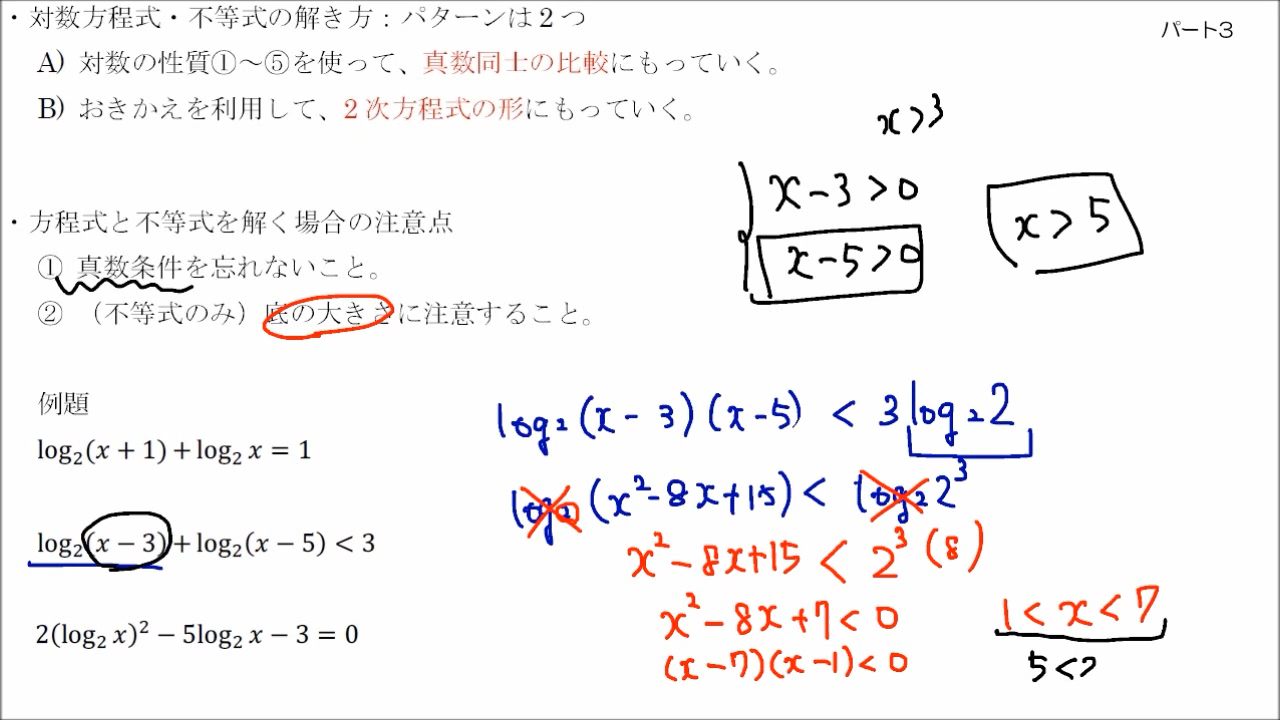 ・対数方程式・不等式の解き方：パターンは２つ
パート3
A) 対数の性質①～⑤を使って、真数同士の比較にもっていく。
B) おきかえを利用して、２次方程式の形にもっていく。
x>3
x-3>0
x-5>0
x>5
・方程式と不等式を解く場合の注意点
① 真数条件を忘れないこと。
② （不等式のみ）底の大きさに注意すること。
例題
log₂(x + 1) + log₂ x = 1
log₂(x − 3) + log₂(x − 5) < 3
2(log₂ x)² − 5log₂ x − 3 = 0
log₂(x-3)(x-5) < 3log₂2
log₂(x²-8x+15) < log₂2³
x²-8x+15 < 2³(8)
x²-8x+7<0
(x-7)(x-1)<0
1<x<7
5<